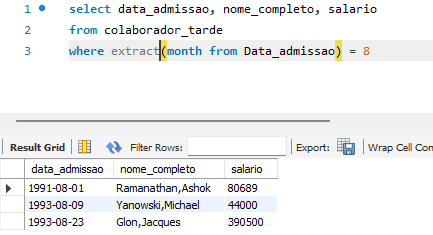 1 select data_admissao, nome_completo, salario
2 from colaborador_tarde
3 where extract(month from Data_admissao) = 8
Result Grid Filter Rows: Export: Wrap Cell Con
data_admissao nome_completo salario
1991-08-01 Ramanathan,Ashok 80689
1993-08-09 Yanowski,Michael 44000
1993-08-23 Glon,Jacques 390500